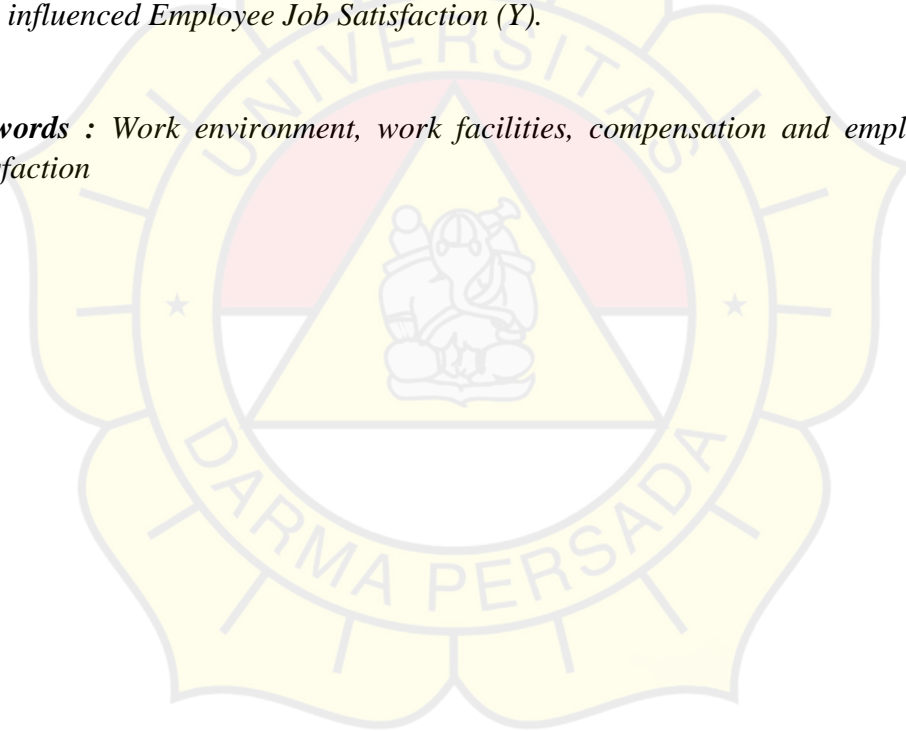 influenced Employee Job Satisfaction (Y).
words : Work environment, work facilities, compensation and empl
faction
UNIVERSITAS
DARMA PERSADA